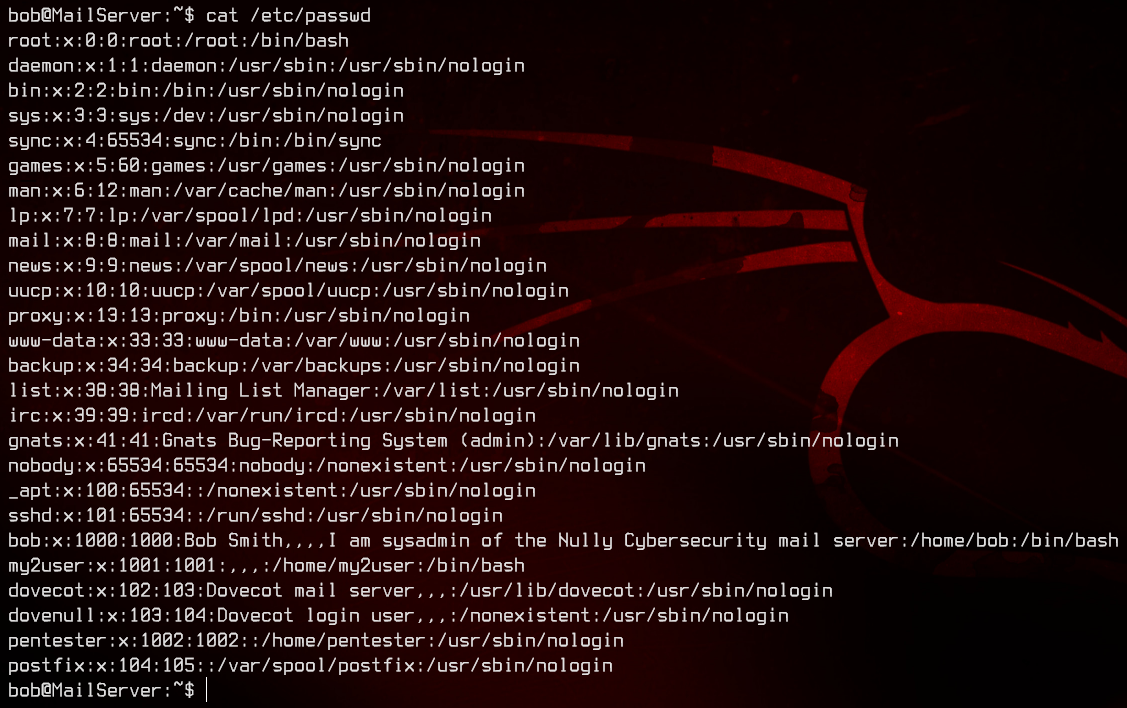 bob@MailServer:~$ cat /etc/passwd
root:x:0:0:root:/root:/bin/bash
daemon:x:1:1:daemon:/usr/sbin:/usr/sbin/nologin
bin:x:2:2:bin:/bin:/usr/sbin/nologin
sys:x:3:3:sys:/dev:/usr/sbin/nologin
sync:x:4:65534:sync:/bin:/bin/sync
games:x:5:60:games:/usr/games:/usr/sbin/nologin
man:x:6:12:man:/var/cache/man:/usr/sbin/nologin
lp:x:7:7:lp:/var/spool/lpd:/usr/sbin/nologin
mail:x:8:8:mail:/var/mail:/usr/sbin/nologin
news:x:9:9:news:/var/spool/news:/usr/sbin/nologin
uucp:x:10:10:uucp:/var/spool/uucp:/usr/sbin/nologin
proxy:x:13:13:proxy:/bin:/usr/sbin/nologin
www-data:x:33:33:www-data:/var/www:/usr/sbin/nologin
backup:x:34:34:backup:/var/backups:/usr/sbin/nologin
list:x:38:38:Mailing List Manager:/var/list:/usr/sbin/nologin
irc:x:39:39:ircd:/var/run/ircd:/usr/sbin/nologin
gnats:x:41:41:Gnats Bug-Reporting System (admin):/var/lib/gnats:/usr/sbin/nologin
nobody:x:65534:65534:nobody:/nonexistent:/usr/sbin/nologin
_apt:x:100:65534::/nonexistent:/usr/sbin/nologin
sshd:x:101:65534::/run/sshd:/usr/sbin/nologin
bob:x:1000:1000:Bob Smith,,,,I am sysadmin of the Nully Cybersecurity mail server:/home/bob:/bin/bash
my2user:x:1001:1001:,,,:/home/my2user:/bin/bash
dovecot:x:102:103:Dovecot mail server,,,:/usr/lib/dovecot:/usr/sbin/nologin
dovenull:x:103:104:Dovecot login user,,,:/nonexistent:/usr/sbin/nologin
pentester:x:1002:1002::/home/pentester:/usr/sbin/nologin
postfix:x:104:105::/var/spool/postfix:/usr/sbin/nologin
bob@MailServer:~$